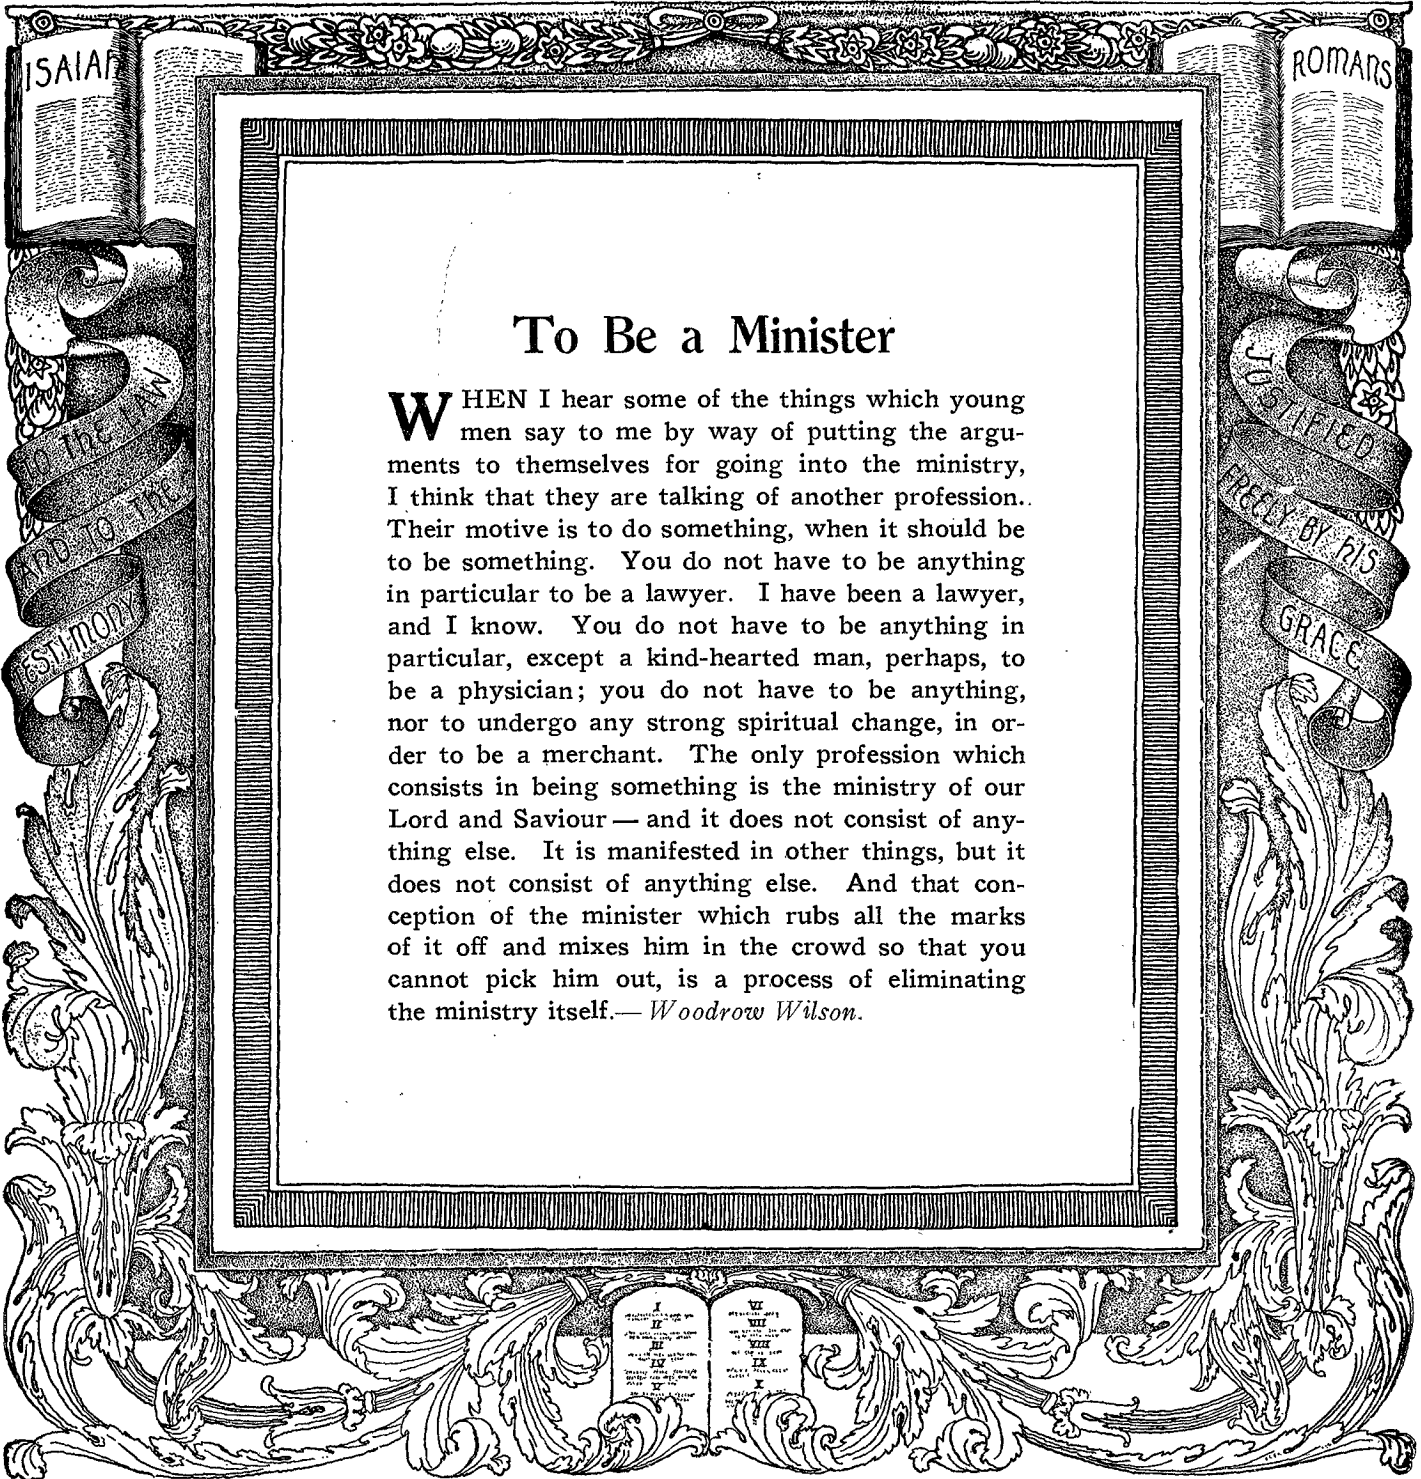 ISAIAH
ROMANS
TO THE LAW
AND TO THE
TESTIMONY
JUSTIFIED
FREELY BY HIS
GRACE
To Be a Minister
WHEN I hear some of the things which young
men say to me by way of putting the argu-
ments to themselves for going into the ministry,
I think that they are talking of another profession..
Their motive is to do something, when it should be
to be something. You do not have to be anything
in particular to be a lawyer. I have been a lawyer,
and I know. You do not have to be anything in
particular, except a kind-hearted man, perhaps, to
be a physician; you do not have to be anything,
nor to undergo any strong spiritual change, in or-
der to be a merchant. The only profession which
consists in being something is the ministry of our
Lord and Saviour — and it does not consist of any-
thing else. It is manifested in other things, but it
does not consist of anything else. And that con-
ception of the minister which rubs all the marks
of it off and mixes him in the crowd so that you
cannot pick him out, is a process of eliminating
the ministry itself.— Woodrow Wilson.
I VI
II VII
III VIII
IV IX
V X